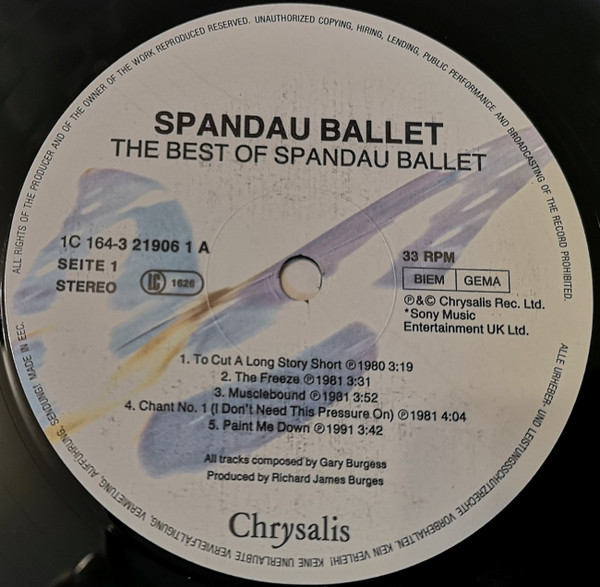 ALL RIGHTS OF THE PRODUCER AND OF THE OWNER OF THE WORK REPRODUCED RESERVED. UNAUTHORIZED COPYING, HIRING, LENDING, PUBLIC PERFORMANCE AND BROADCASTING OF THE RECORD PROHIBITED.
SPANDAU BALLET
THE BEST OF SPANDAU BALLET
1C 164-3 21906 1 A
SEITE 1
STEREO
LC 1626
33 RPM
BIEM GEMA
℗&© Chrysalis Rec. Ltd.
*Sony Music
Entertainment UK Ltd.
1. To Cut A Long Story Short ℗1980 3:19
2. The Freeze ℗1981 3:31
3. Musclebound ℗1981 3:52
4. Chant No. 1 (I Don't Need This Pressure On) ℗1981 4:04
5. Paint Me Down ℗1991 3:42
All tracks composed by Gary Burgess
Produced by Richard James Burges
Chrysalis
ALLE URHEBER- UND LEISTUNGSSCHUTZRECHTE VORBEHALTEN. KEIN VERLEIH! KEINE UNERLAUBTE VERVIELFÄLTIGUNG, VERMIETUNG, AUFFÜHRUNG, SENDUNG! MADE IN EEC.